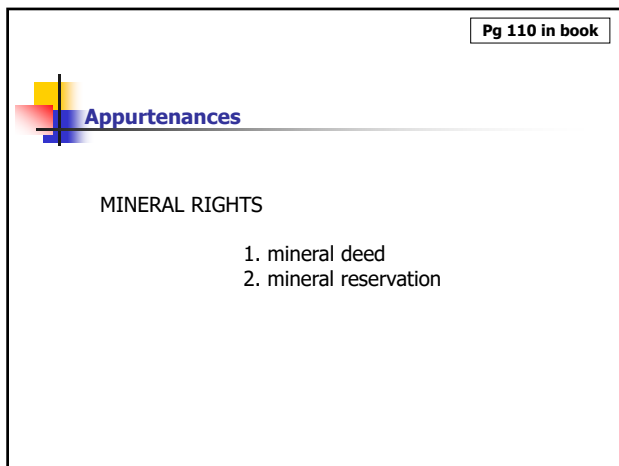 Pg 110 in book
Appurtenances
MINERAL RIGHTS
1. mineral deed
2. mineral reservation